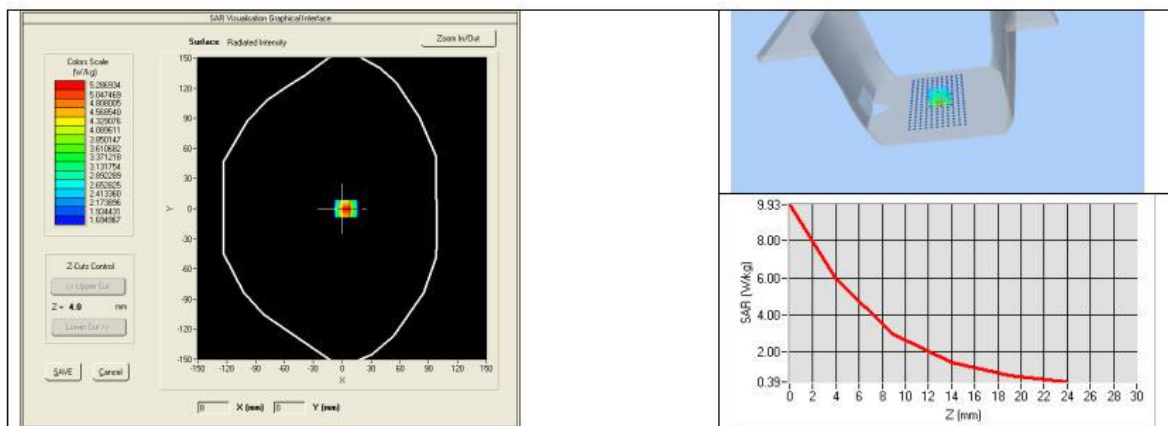 SAR Visualisation Graphical Interface
Surface Radiated Intensity
Zoom In/Out
Colors Scale
(W/kg)
5.286934
5.047469
4.808005
4.568540
4.329076
4.089611
3.850147
3.610682
3.371218
3.131754
2.892289
2.652825
2.413360
2.173896
1.934431
1.694967
150
120
90
60
30
0
-30
-60
-90
-120
-150
Y
-150 -120 -90 -60 -30 0 30 60 90 120 150
X
Z-Cuts Control
<< Upper Cut
Z = 4.0 mm
Lower Cut >>
SAVE Cancel
0 X (mm) 0 Y (mm)
9.93
8.00
6.00
4.00
2.00
0.39
SAR (W/kg)
0 2 4 6 8 10 12 14 16 18 20 22 24 26 28 30
Z (mm)